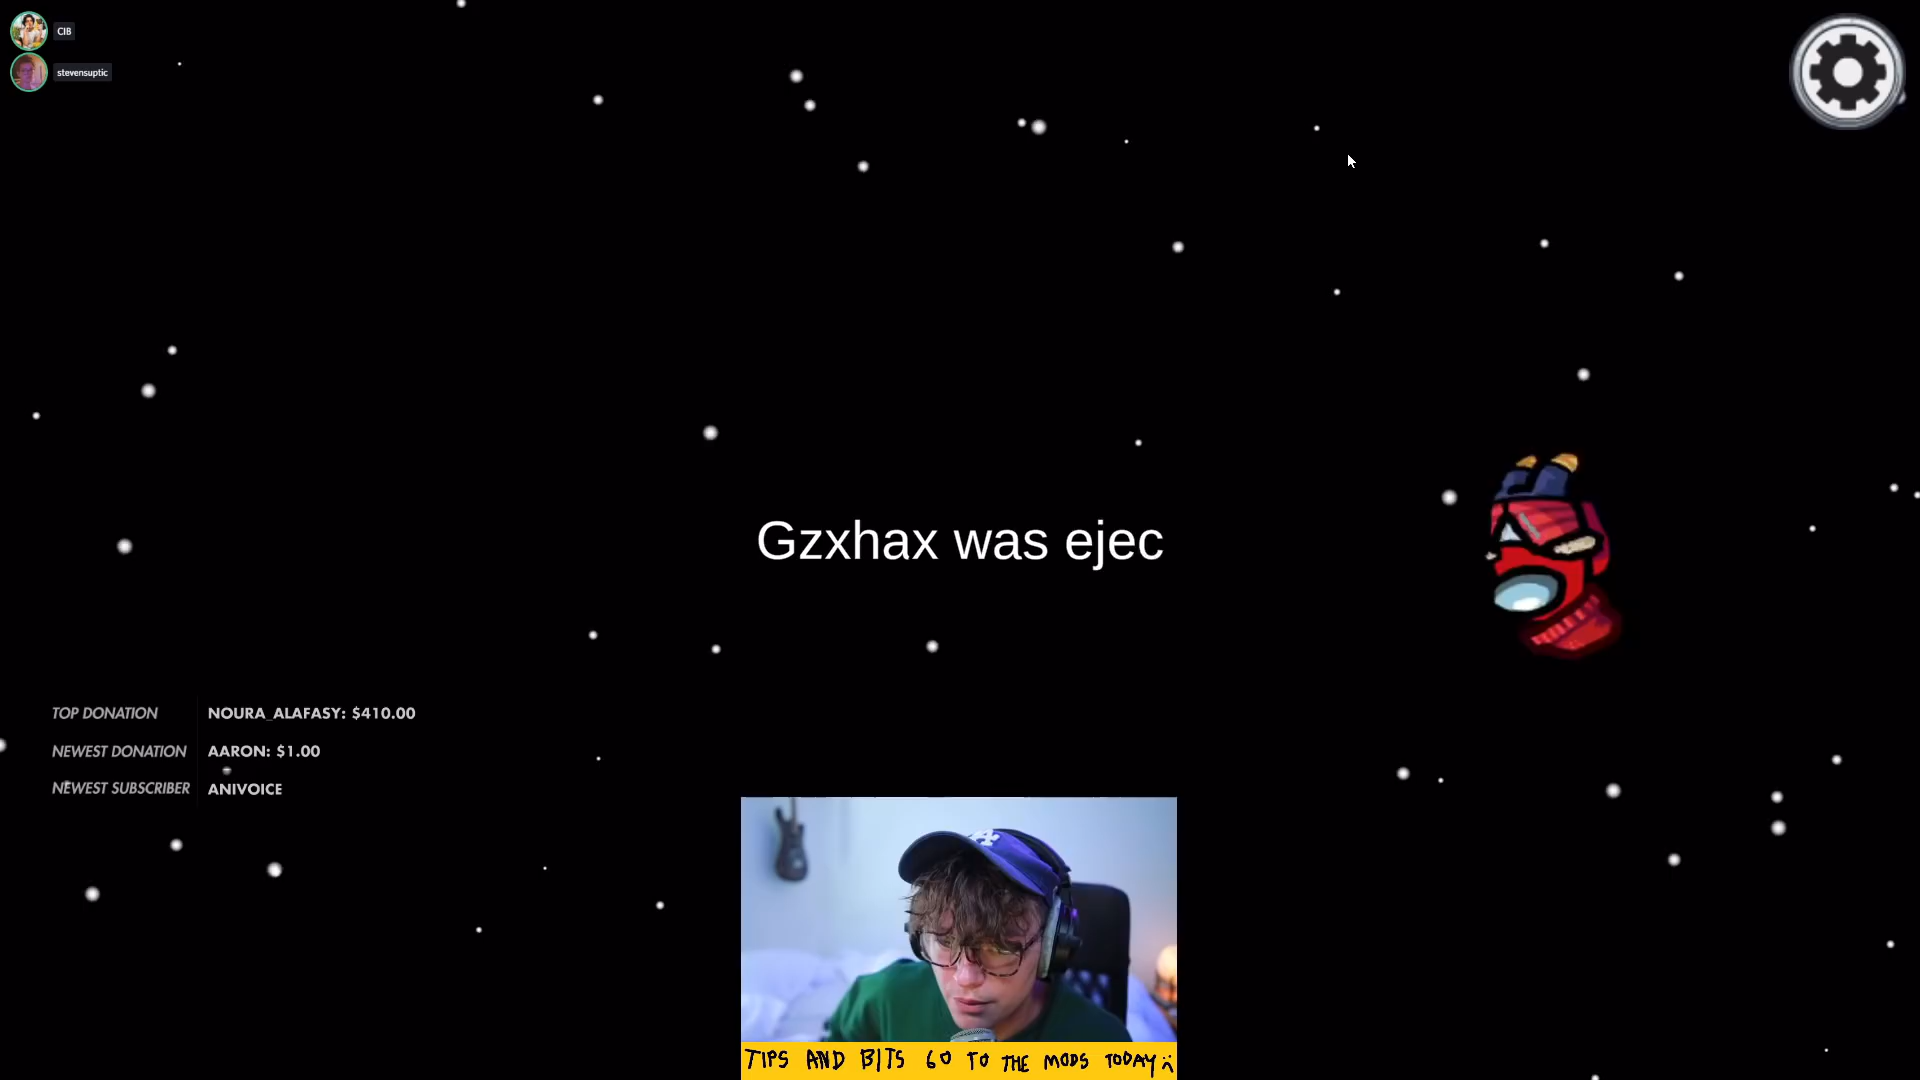 CIB
stevensuptic
Gzxhax was ejec
TOP DONATION NOURA_ALAFASY: $410.00
NEWEST DONATION AARON: $1.00
NEWEST SUBSCRIBER ANIVOICE
TIPS AND BITS GO TO THE MODS TODAY :(